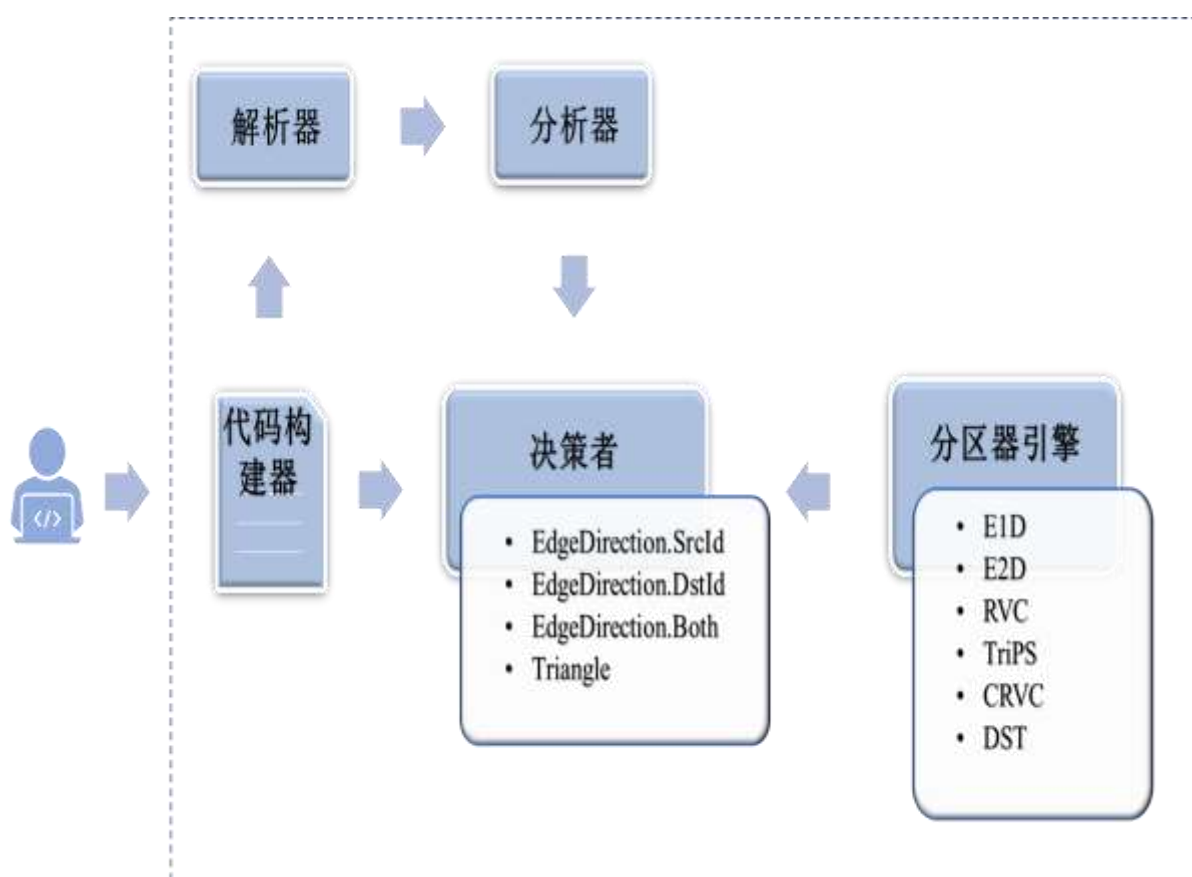 解析器
分析器
</>
代码构
建器
决策者
• EdgeDirection.SrcId
• EdgeDirection.DstId
• EdgeDirection.Both
• Triangle
分区器引擎
• E1D
• E2D
• RVC
• TriPS
• CRVC
• DST